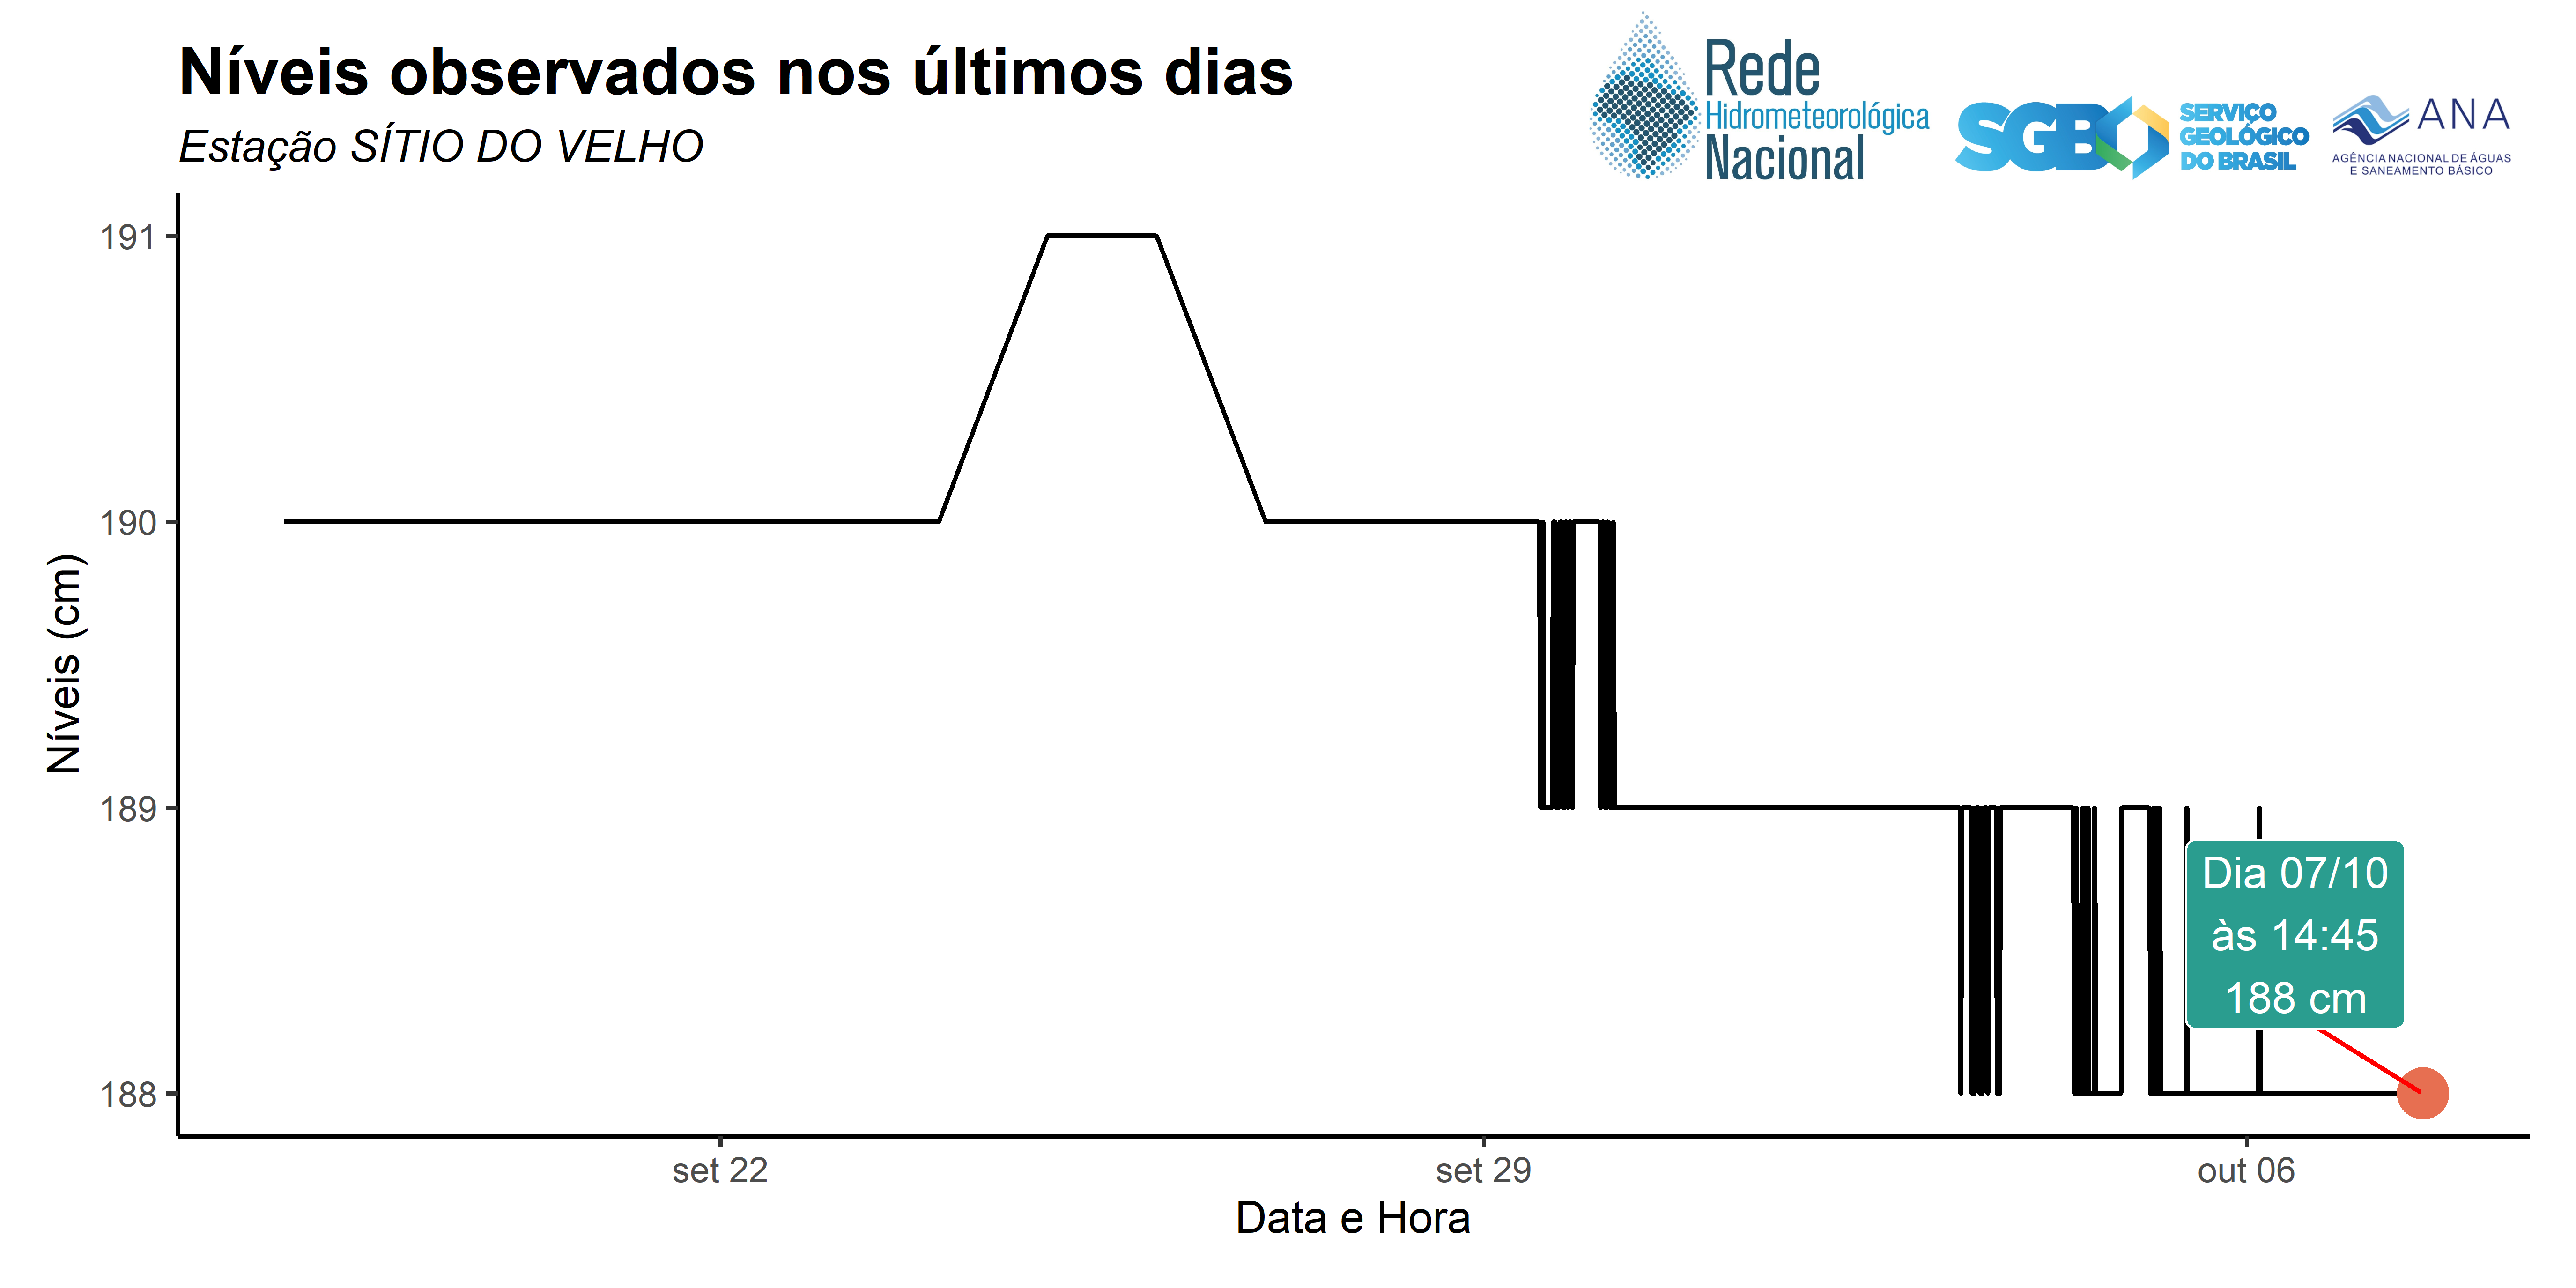 Níveis observados nos últimos dias
Estação SÍTIO DO VELHO
Rede
Hidrometeorológica
Nacional
SGB
SERVIÇO
GEOLÓGICO
DO BRASIL
ANA
AGÊNCIA NACIONAL DE ÁGUAS
E SANEAMENTO BÁSICO
191
190
189
188
Níveis (cm)
Dia 07/10
às 14:45
188 cm
set 22
set 29
out 06
Data e Hora